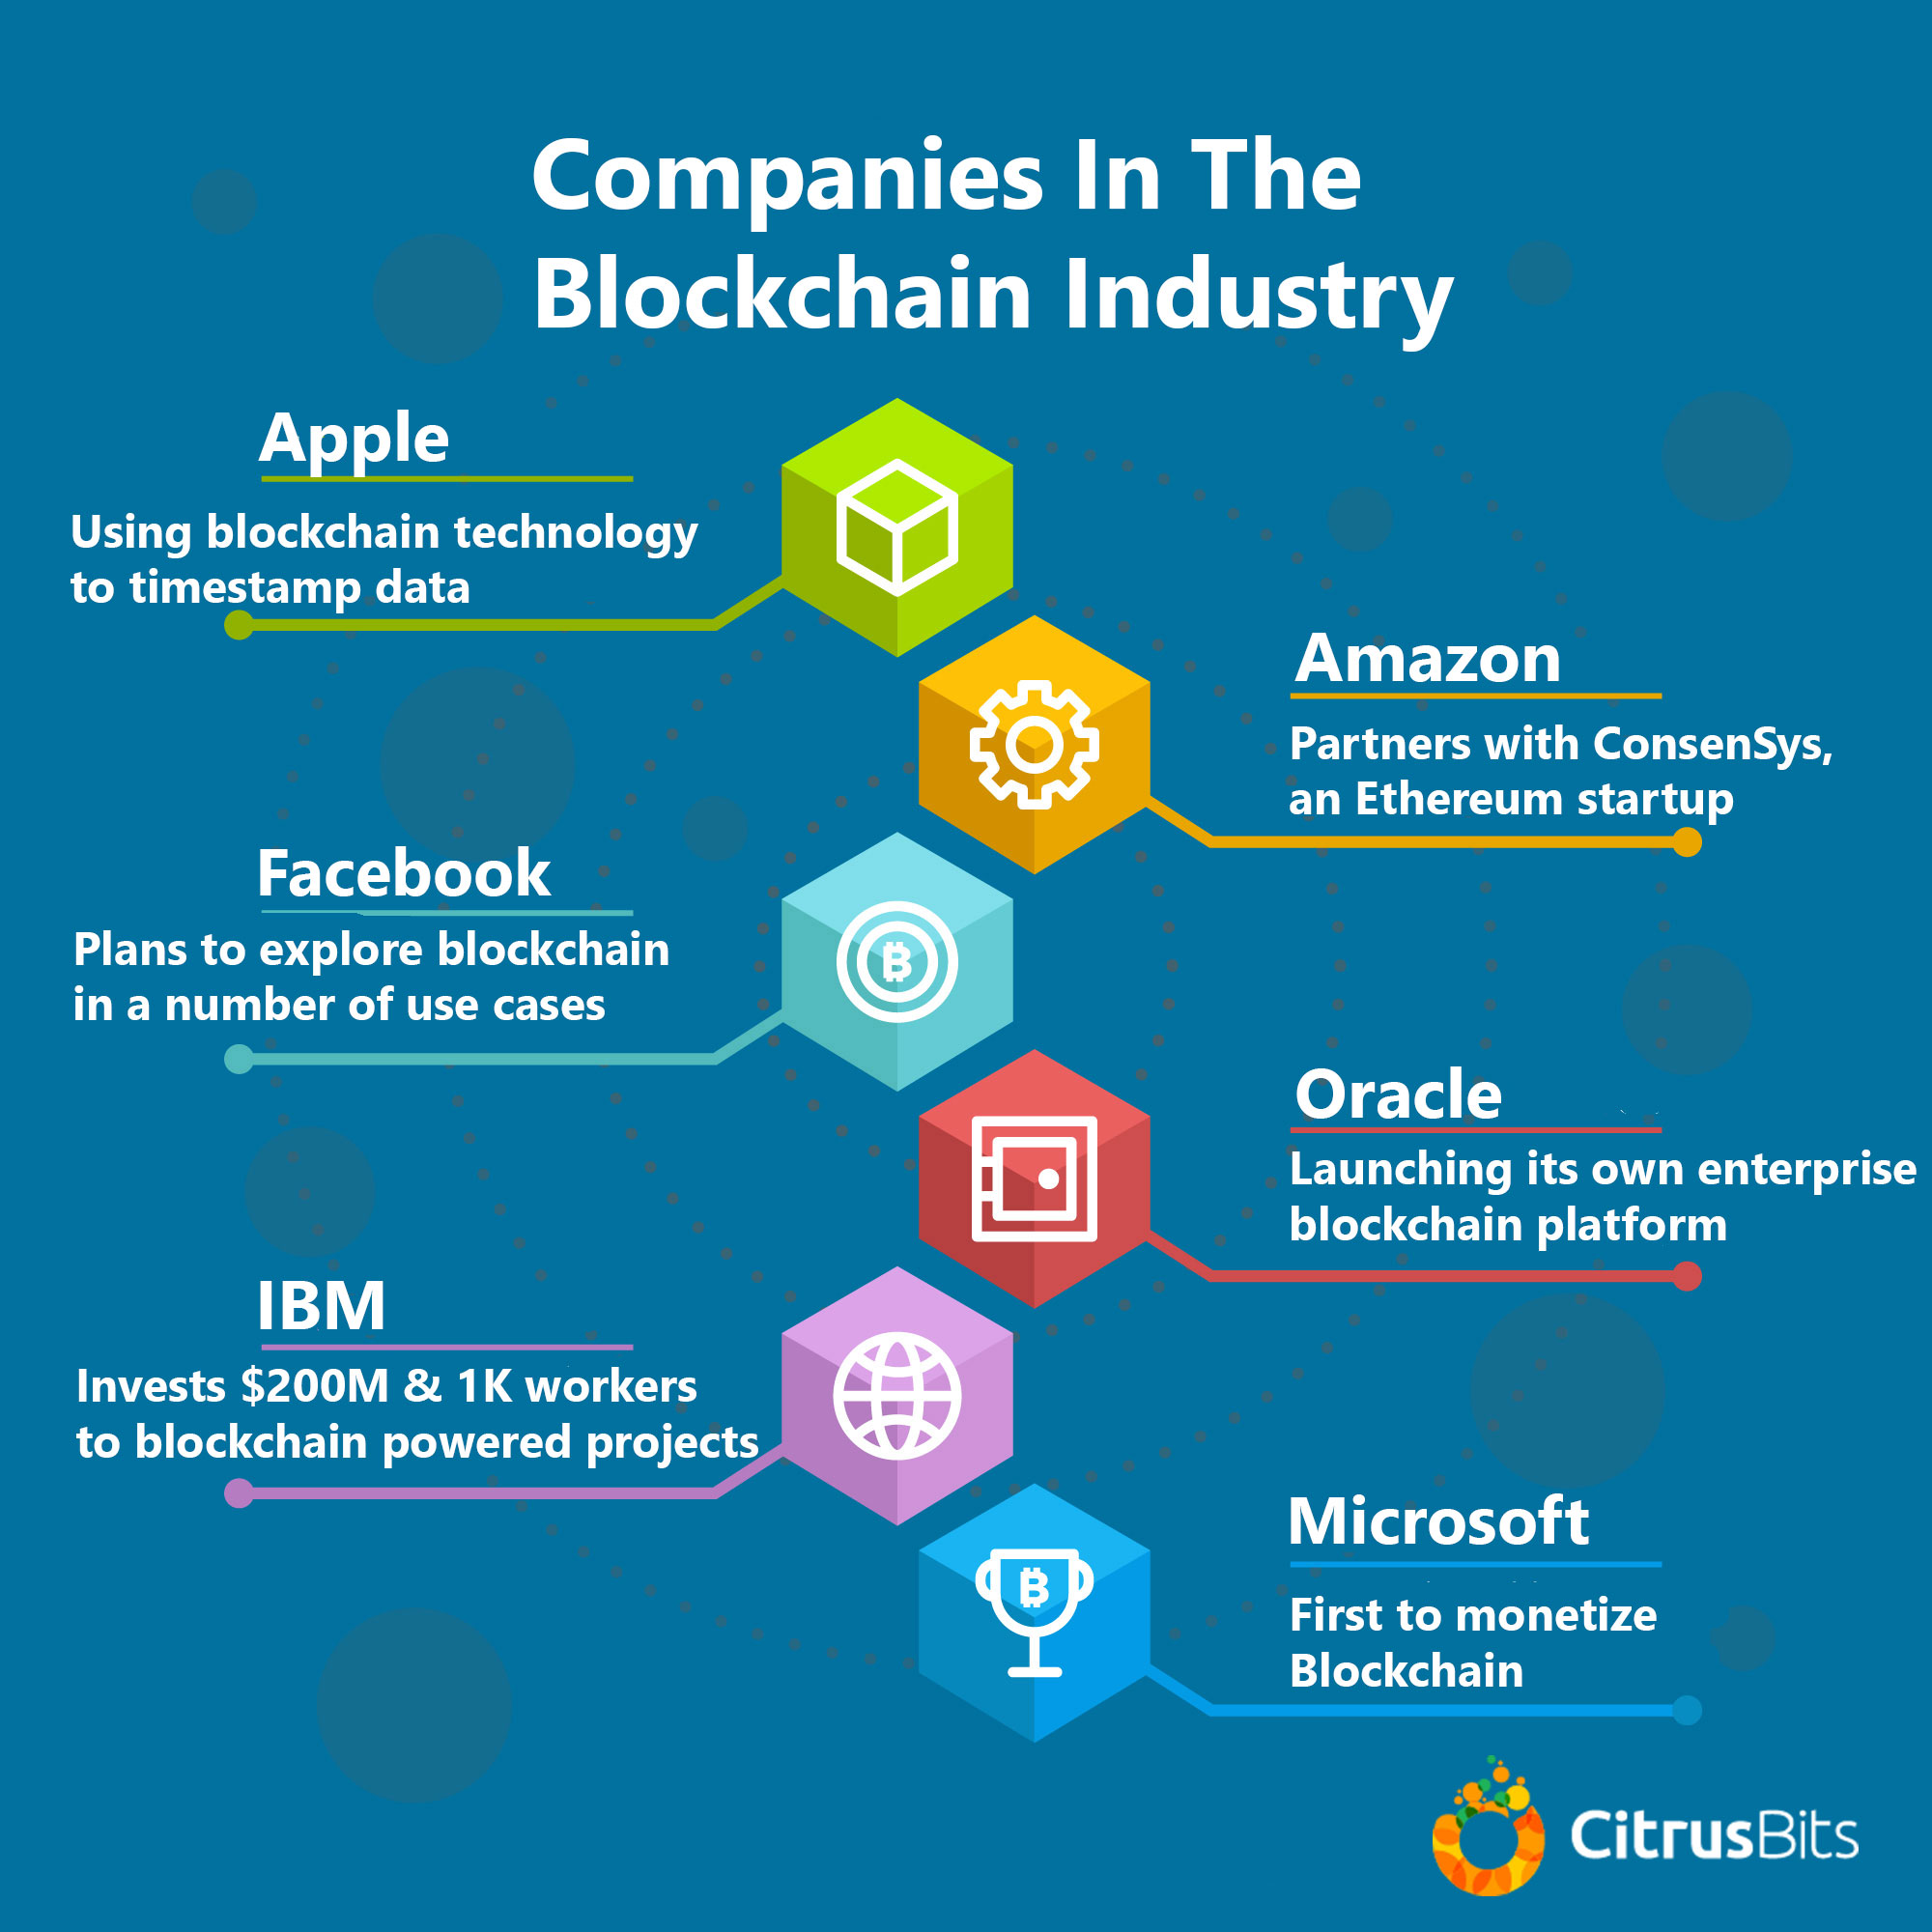 Companies In The
Blockchain Industry
Apple
Using blockchain technology
to timestamp data
Amazon
Partners with ConsenSys,
an Ethereum startup
Facebook
Plans to explore blockchain
in a number of use cases
Oracle
Launching its own enterprise
blockchain platform
IBM
Invests $200M & 1K workers
to blockchain powered projects
Microsoft
First to monetize
Blockchain
CitrusBits